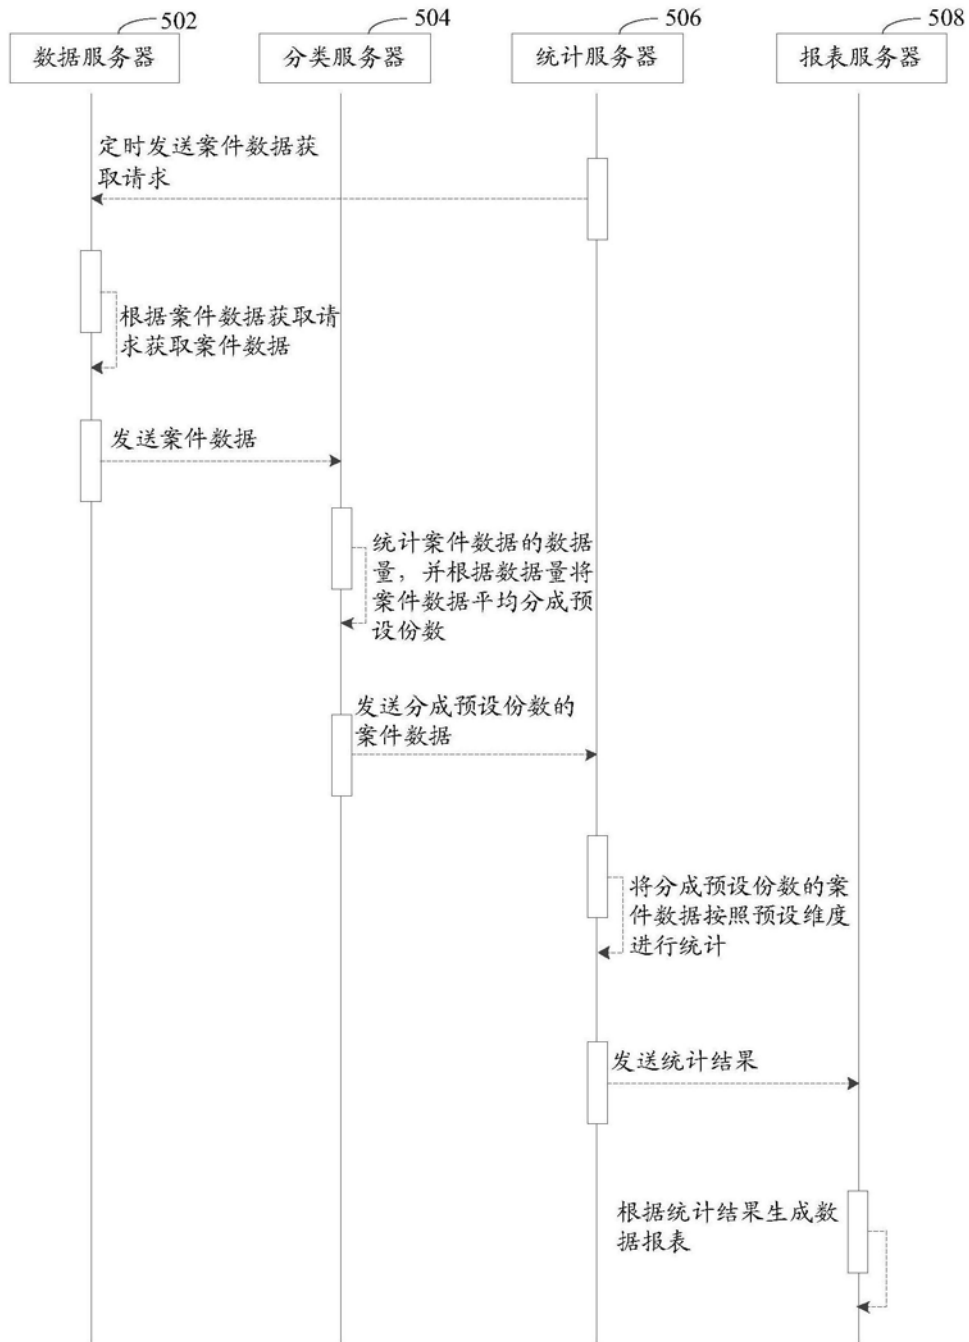 502
504
506
508
数据服务器
分类服务器
统计服务器
报表服务器
定时发送案件数据获
取请求
根据案件数据获取请
求获取案件数据
发送案件数据
统计案件数据的数据
量，并根据数据量将
案件数据平均分成预
设份数
发送分成预设份数的
案件数据
将分成预设份数的案
件数据按照预设维度
进行统计
发送统计结果
根据统计结果生成数
据报表